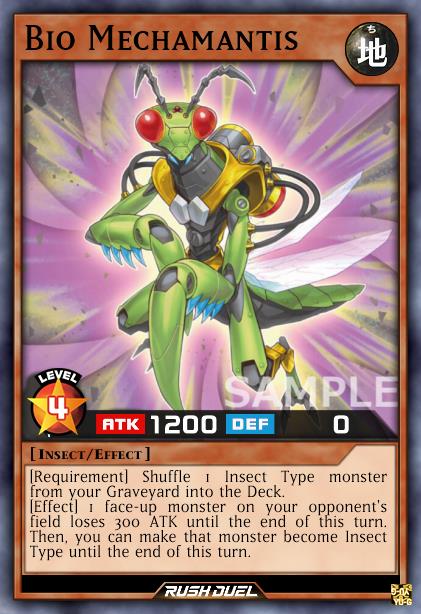 Bio Mechamantis
ち
地
SAMPLE
LEVEL
4
ATK 1200 DEF 0
[Insect/Effect]
[Requirement] Shuffle 1 Insect Type monster
from your Graveyard into the Deck.
[Effect] 1 face-up monster on your opponent's
field loses 300 ATK until the end of this turn.
Then, you can make that monster become Insect
Type until the end of this turn.
RUSH DUEL